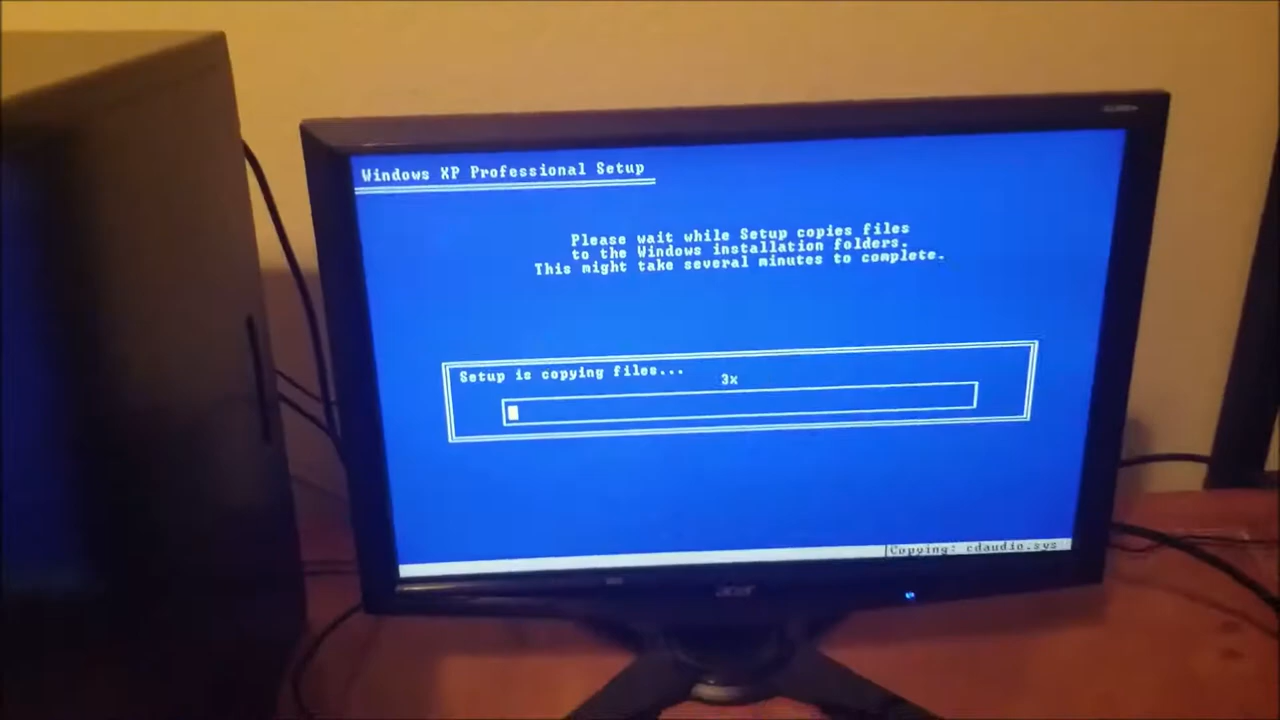 Windows XP Professional Setup
Please wait while Setup copies files
to the Windows installation folders.
This might take several minutes to complete.
Setup is copying files...
3x
Copying: cdaudio.sys
acer